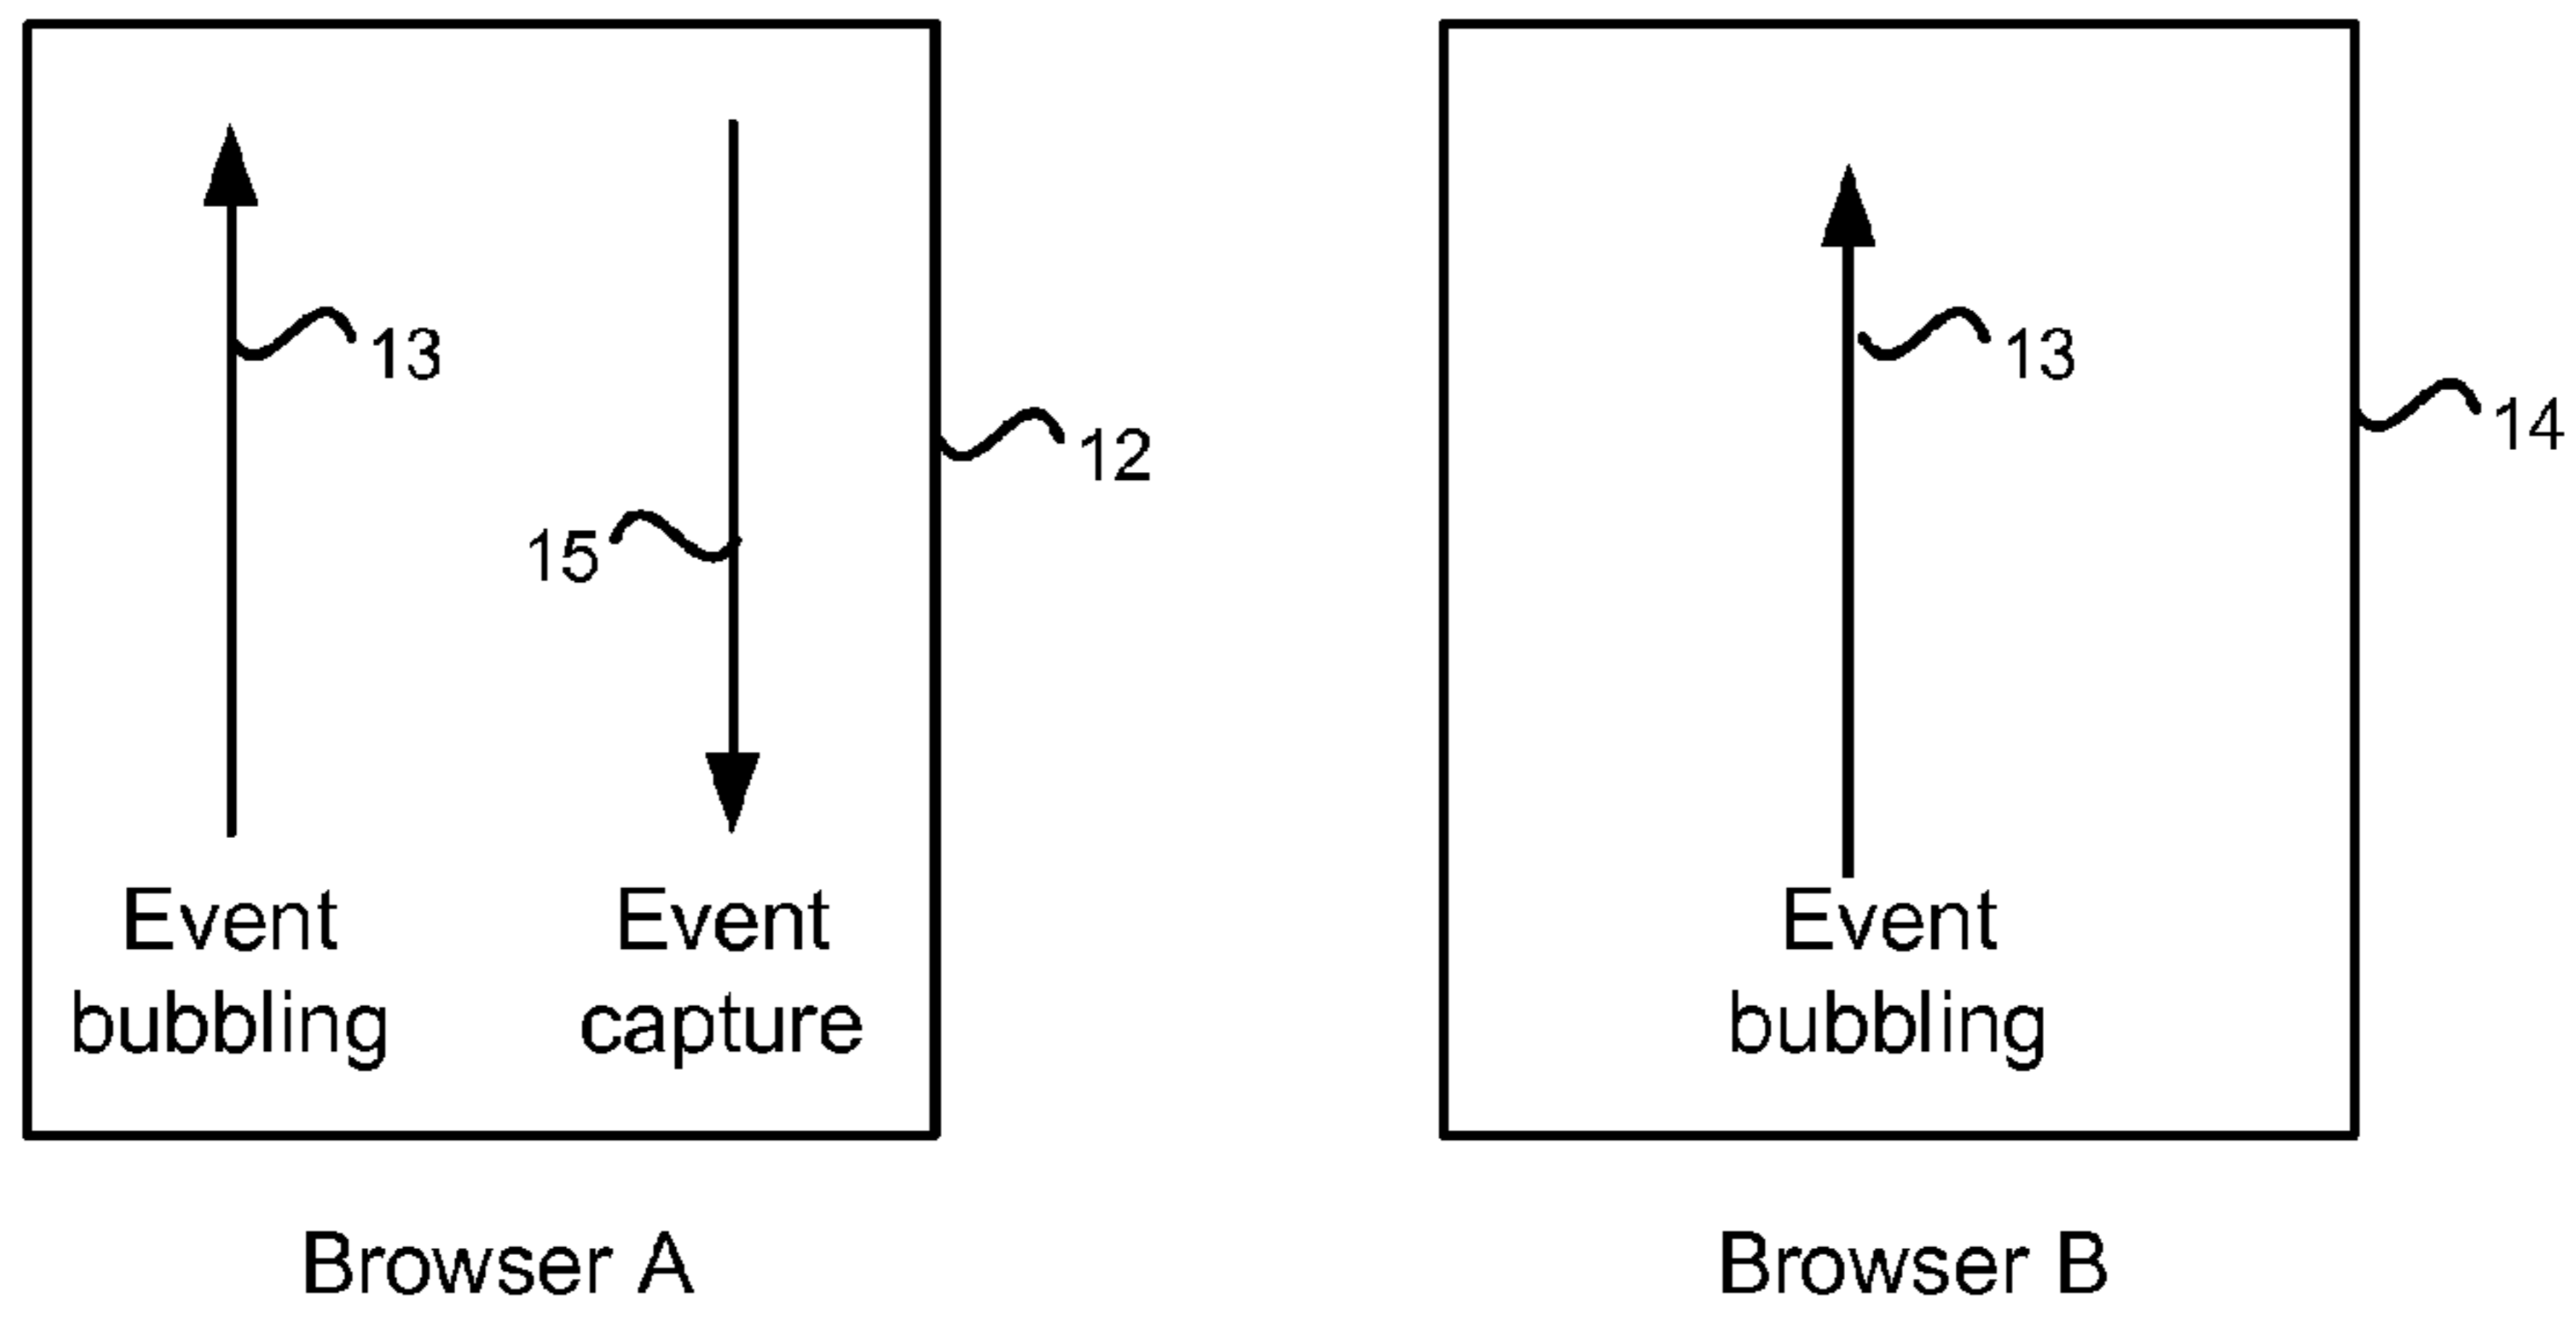 13
12
15
Event
bubbling
Event
capture
Browser A
13
14
Event
bubbling
Browser B